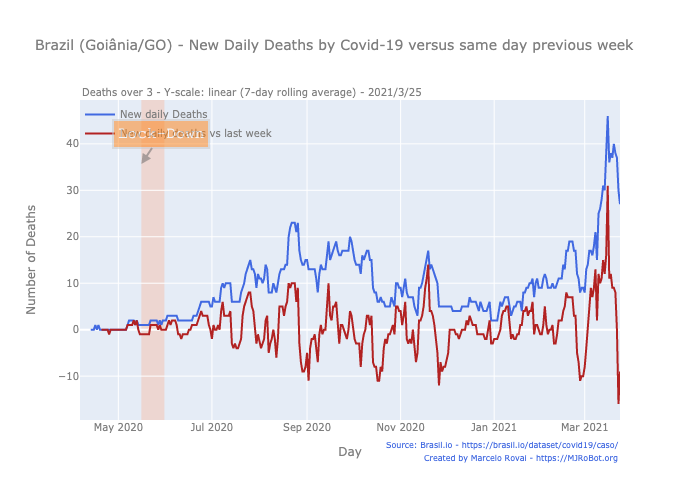 Brazil (Goiânia/GO) - New Daily Deaths by Covid-19 versus same day previous week
Deaths over 3 - Y-scale: linear (7-day rolling average) - 2021/3/25
New daily Deaths
New daily deaths vs last week
Number of Deaths
40
30
20
10
0
−10
May 2020
Jul 2020
Sep 2020
Nov 2020
Jan 2021
Mar 2021
Day
Source: Brasil.io - https://brasil.io/dataset/covid19/caso/
Created by Marcelo Rovai - https://MJRoBot.org